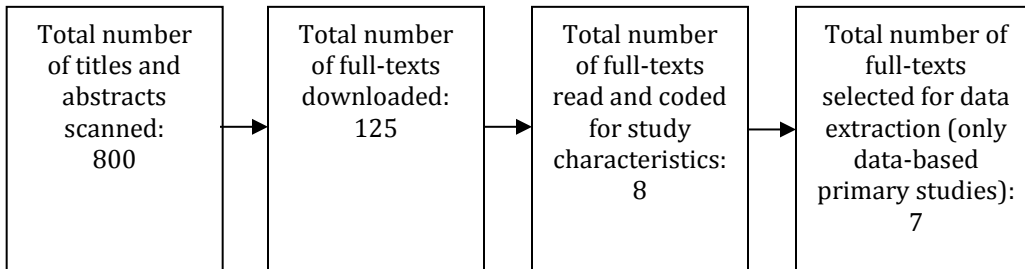 Total number
of titles and
abstracts
scanned:
800
Total number
of full-texts
downloaded:
125
Total number
of full-texts
read and coded
for study
characteristics:
8
Total number of
full-texts
selected for data
extraction (only
data-based
primary studies):
7